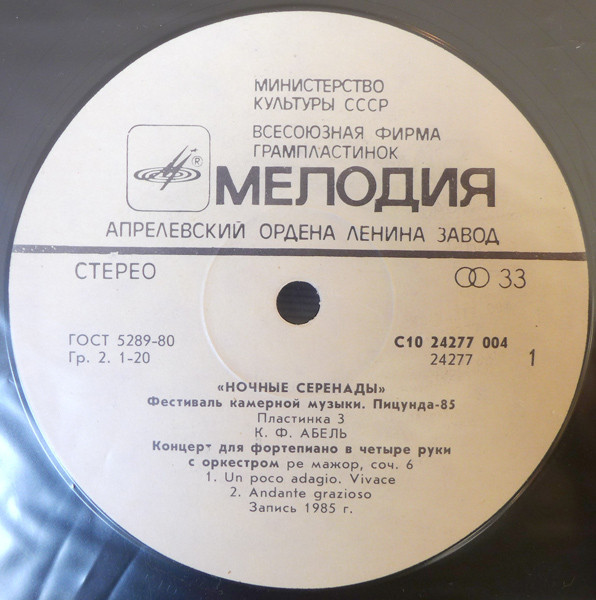 МИНИСТЕРСТВО
КУЛЬТУРЫ СССР
ВСЕСОЮЗНАЯ ФИРМА
ГРАМПЛАСТИНОК
®
МЕЛОДИЯ
АПРЕЛЕВСКИЙ ОРДЕНА ЛЕНИНА ЗАВОД
СТЕРЕО
33
ГОСТ 5289-80
Гр. 2. 1-20
С10 24277 004
24277
1
«НОЧНЫЕ СЕРЕНАДЫ»
Фестиваль камерной музыки. Пицунда-85
Пластинка 3
К. Ф. АБЕЛЬ
Концерт для фортепиано в четыре руки
с оркестром ре мажор, соч. 6
1. Un poco adagio. Vivace
2. Andante grazioso
Запись 1985 г.